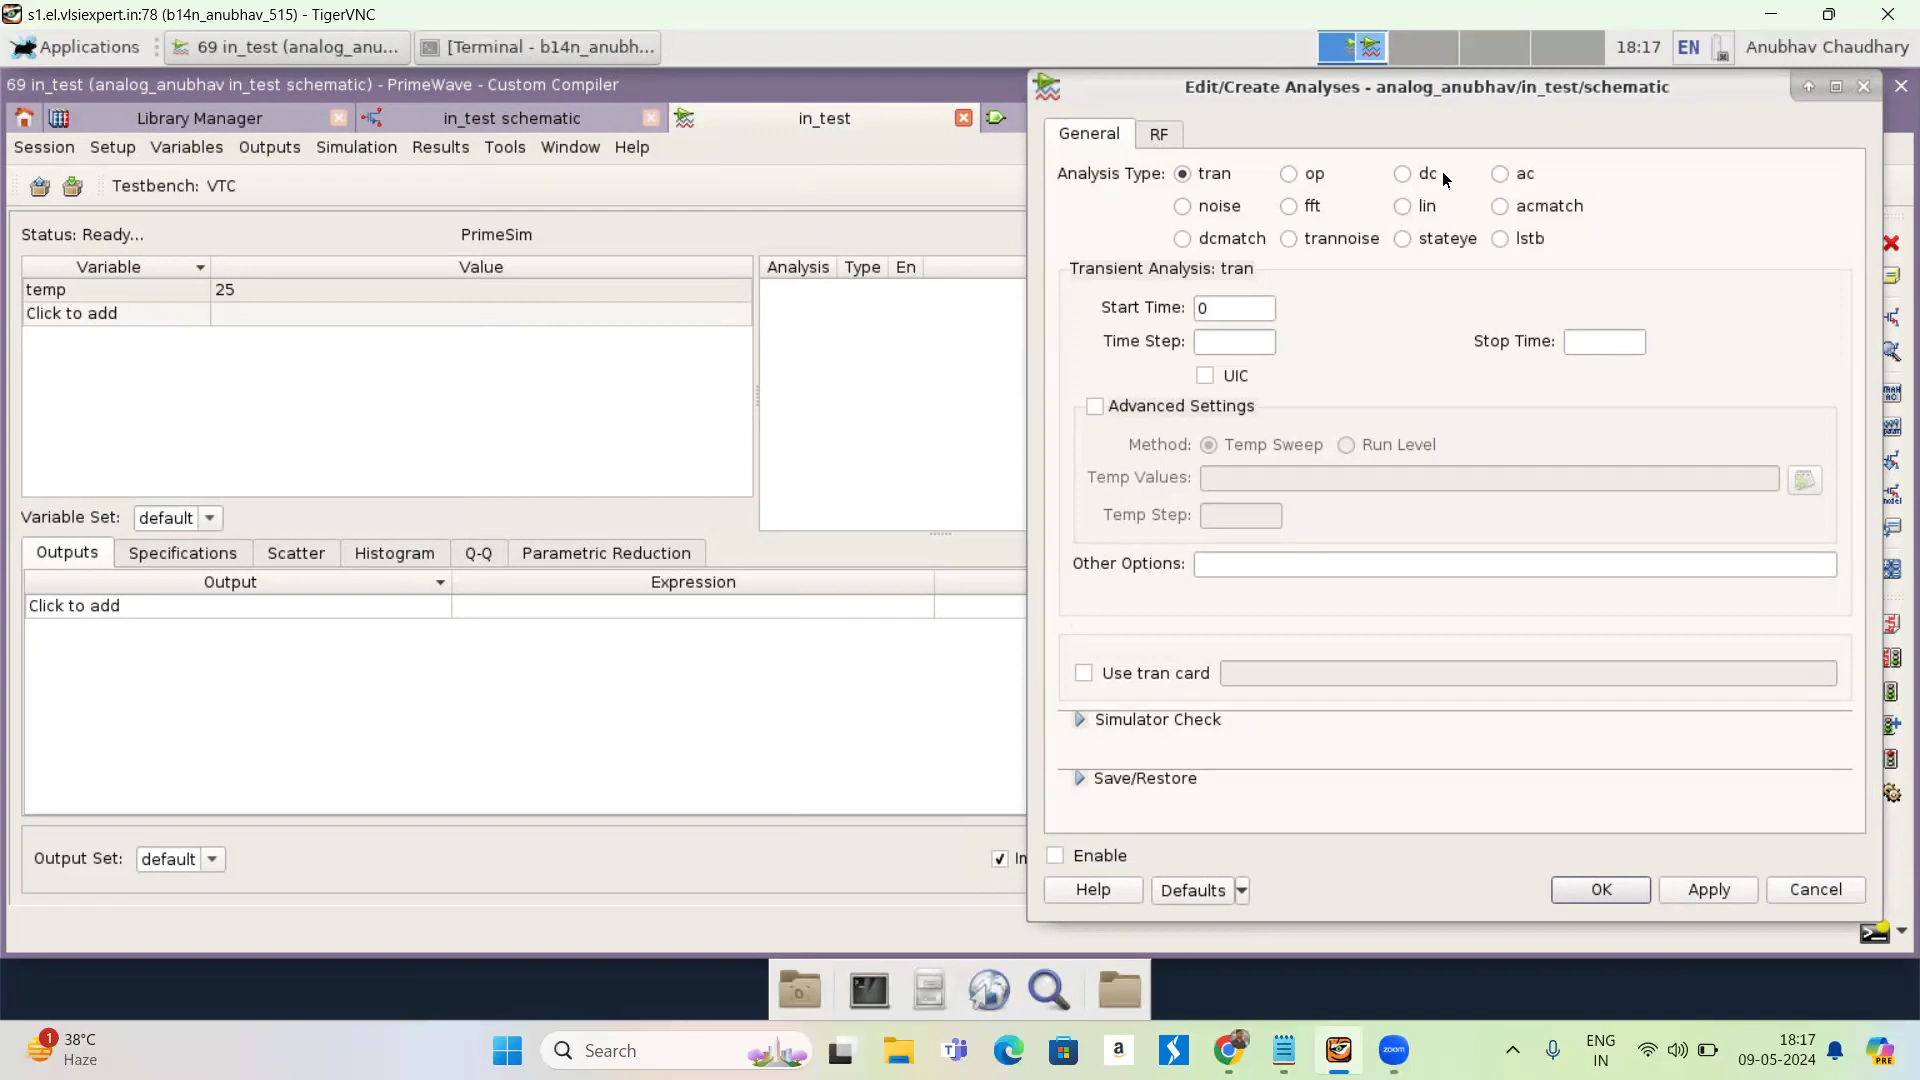 s1.el.vlsiexpert.in:78 (b14n_anubhav_515) - TigerVNC
Applications 69 in_test (analog_anu... [Terminal - b14n_anubh... 18:17 EN Anubhav Chaudhary
69 in_test (analog_anubhav in_test schematic) - PrimeWave - Custom Compiler
Library Manager in_test schematic in_test
Session Setup Variables Outputs Simulation Results Tools Window Help
Testbench: VTC
Status: Ready... PrimeSim
Variable Value
temp 25
Click to add
Analysis Type En
Variable Set: default
Outputs Specifications Scatter Histogram Q-Q Parametric Reduction
Output Expression
Click to add
Output Set: default In
Edit/Create Analyses - analog_anubhav/in_test/schematic
General RF
Analysis Type: tran op dc ac
noise fft lin acmatch
dcmatch trannoise stateye lstb
Transient Analysis: tran
Start Time: 0
Time Step: Stop Time:
UIC
Advanced Settings
Method: Temp Sweep Run Level
Temp Values:
Temp Step:
Other Options:
Use tran card
Simulator Check
Save/Restore
Enable
Help Defaults OK Apply Cancel
1 38°C
Haze
Search
a
zoom
ENG
IN
18:17
09-05-2024
PRE